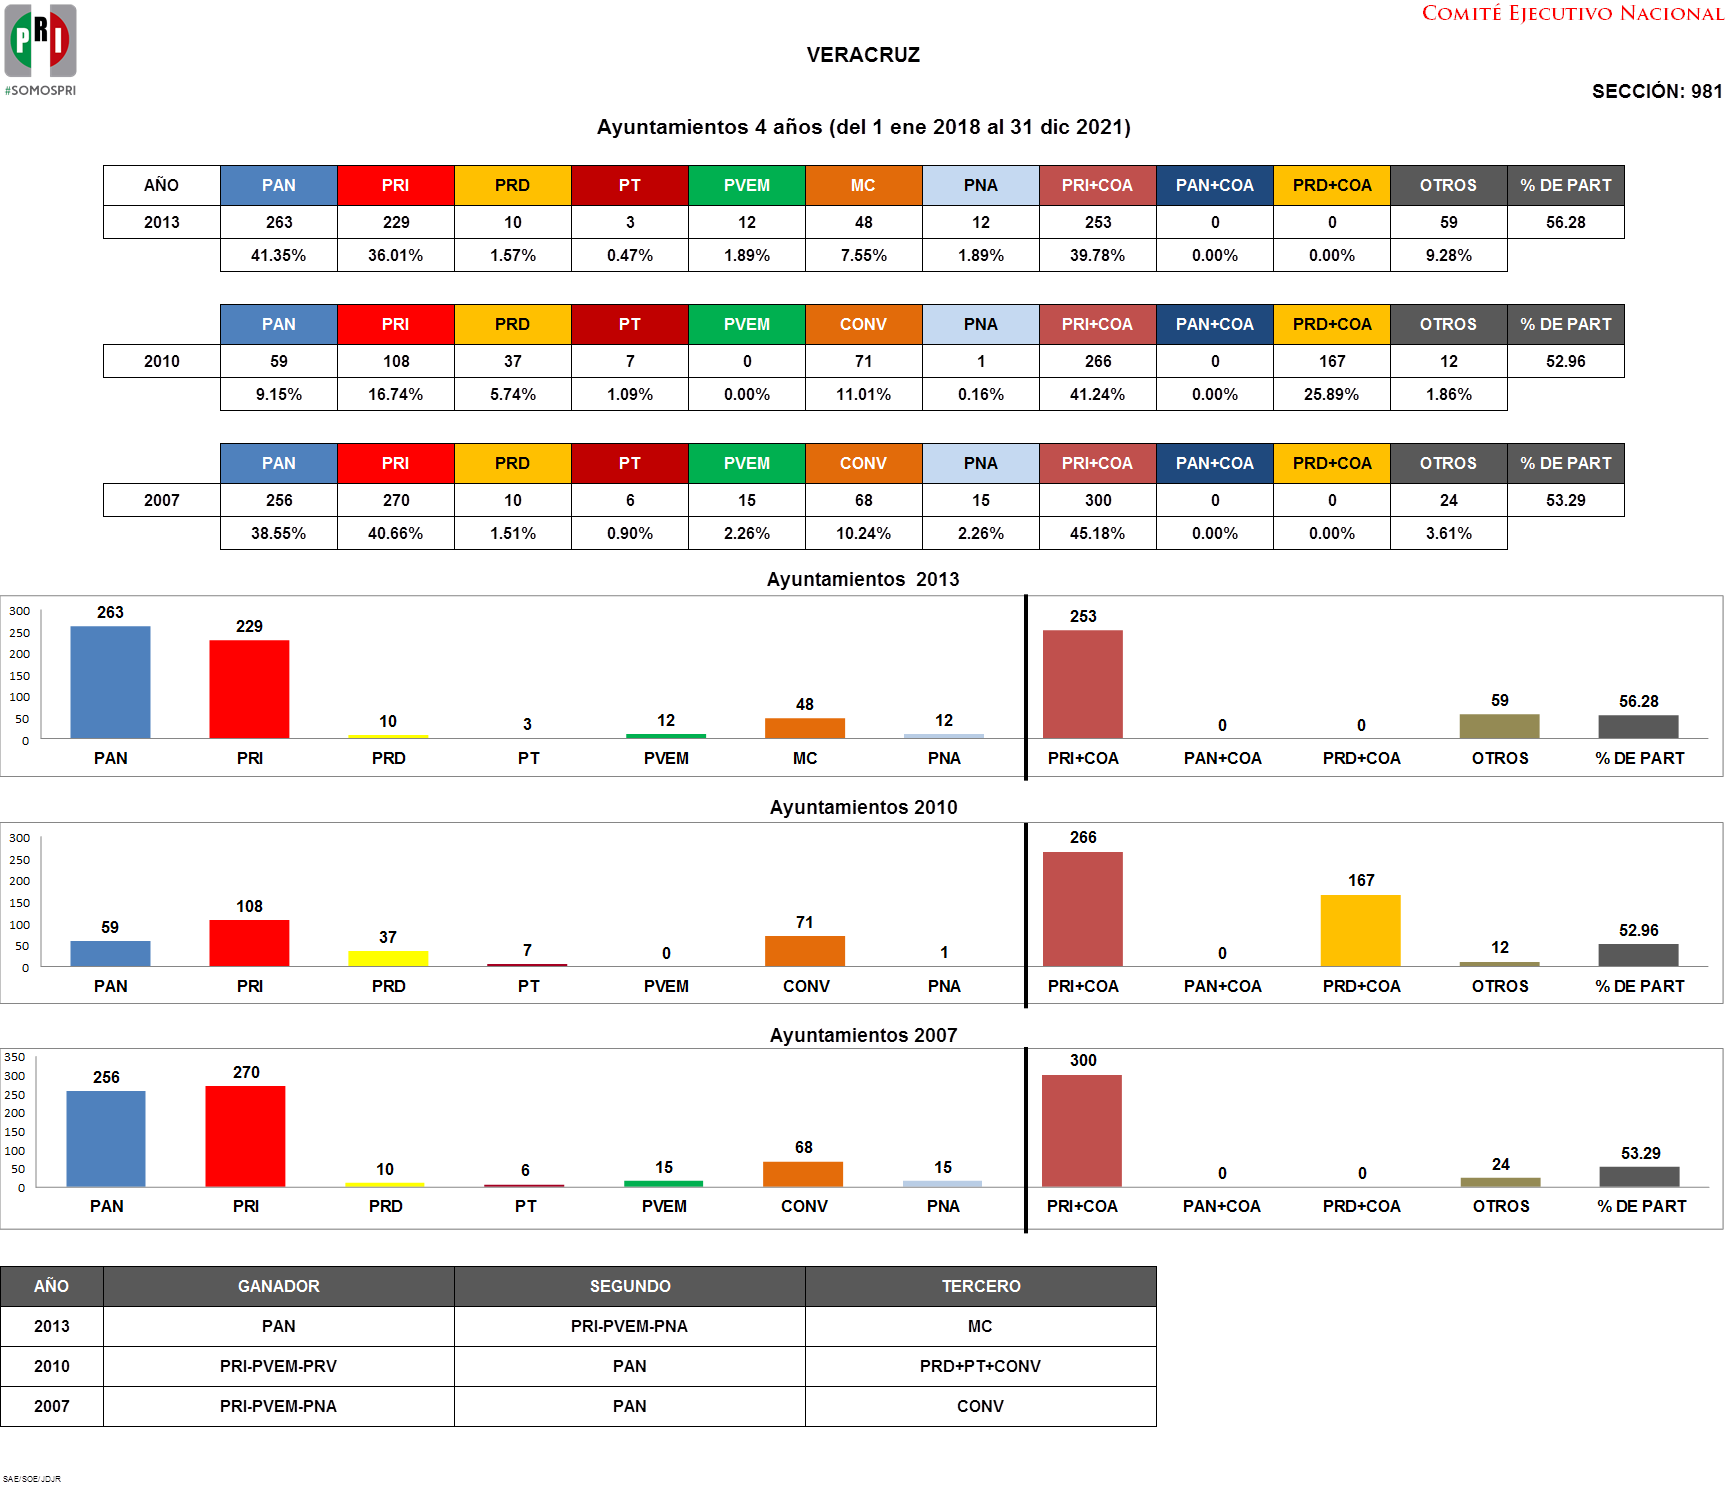 COMITÉ EJECUTIVO NACIONAL
PRI
#SOMOSPRI
VERACRUZ
SECCIÓN: 981
Ayuntamientos 4 años (del 1 ene 2018 al 31 dic 2021)
AÑO PAN PRI PRD PT PVEM MC PNA PRI+COA PAN+COA PRD+COA OTROS % DE PART
2013 263 229 10 3 12 48 12 253 0 0 59 56.28
41.35% 36.01% 1.57% 0.47% 1.89% 7.55% 1.89% 39.78% 0.00% 0.00% 9.28%
PAN PRI PRD PT PVEM CONV PNA PRI+COA PAN+COA PRD+COA OTROS % DE PART
2010 59 108 37 7 0 71 1 266 0 167 12 52.96
9.15% 16.74% 5.74% 1.09% 0.00% 11.01% 0.16% 41.24% 0.00% 25.89% 1.86%
PAN PRI PRD PT PVEM CONV PNA PRI+COA PAN+COA PRD+COA OTROS % DE PART
2007 256 270 10 6 15 68 15 300 0 0 24 53.29
38.55% 40.66% 1.51% 0.90% 2.26% 10.24% 2.26% 45.18% 0.00% 0.00% 3.61%
Ayuntamientos 2013
300
250
200
150
100
50
0
263 229 10 3 12 48 12 253 0 0 59 56.28
PAN PRI PRD PT PVEM MC PNA PRI+COA PAN+COA PRD+COA OTROS % DE PART
Ayuntamientos 2010
300
250
200
150
100
50
0
59 108 37 7 0 71 1 266 0 167 12 52.96
PAN PRI PRD PT PVEM CONV PNA PRI+COA PAN+COA PRD+COA OTROS % DE PART
Ayuntamientos 2007
350
300
250
200
150
100
50
0
256 270 10 6 15 68 15 300 0 0 24 53.29
PAN PRI PRD PT PVEM CONV PNA PRI+COA PAN+COA PRD+COA OTROS % DE PART
AÑO GANADOR SEGUNDO TERCERO
2013 PAN PRI-PVEM-PNA MC
2010 PRI-PVEM-PRV PAN PRD+PT+CONV
2007 PRI-PVEM-PNA PAN CONV
SAE/SOE/JDJR